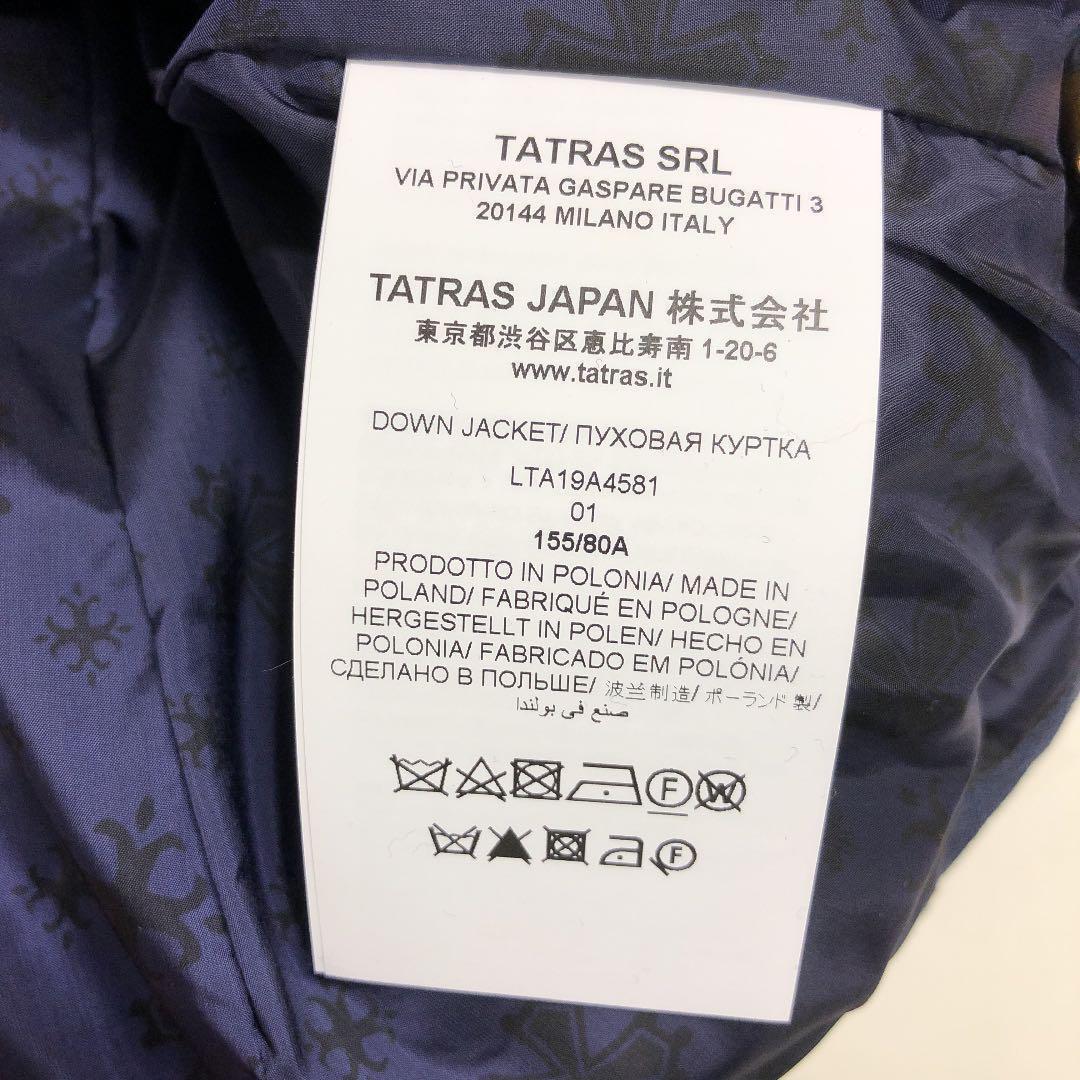 TATRAS SRL
VIA PRIVATA GASPARE BUGATTI 3
20144 MILANO ITALY
TATRAS JAPAN 株式会社
東京都渋谷区恵比寿南 1-20-6
www.tatras.it
DOWN JACKET/ ПУХОВАЯ КУРТКА
LTA19A4581
01
155/80A
PRODOTTO IN POLONIA/ MADE IN
POLAND/ FABRIQUÉ EN POLOGNE/
HERGESTELLT IN POLEN/ HECHO EN
POLONIA/ FABRICADO EM POLÓNIA/
СДЕЛАНО В ПОЛЬШЕ/ 波兰制造/ ポーランド製/
صنع في بولندا
F W
F